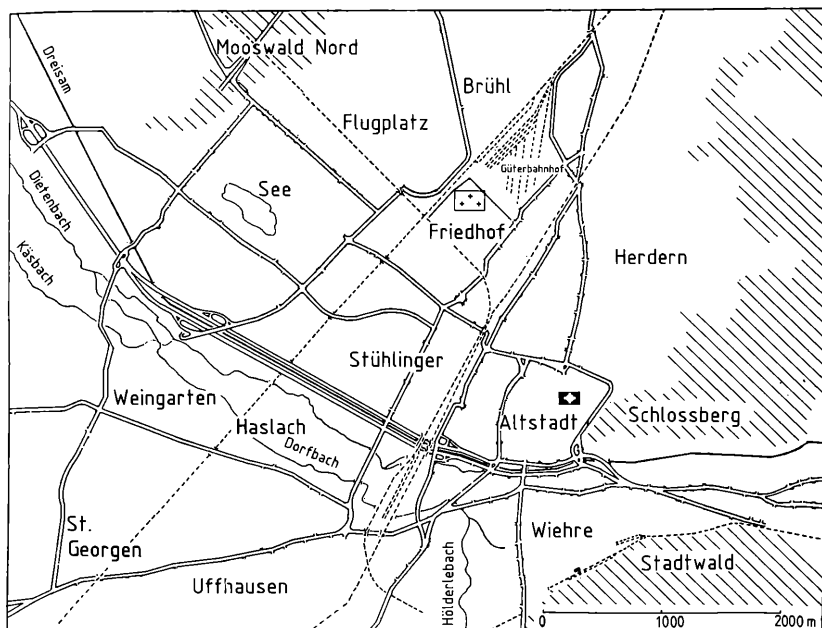 Mooswald Nord
Dreisam
Brühl
Flugplatz
Güterbahnhof
See
Dietenbach
Friedhof
Käsbach
Herdern
Stühlinger
Weingarten
Haslach
Altstadt
Schlossberg
Dorfbach
St.
Georgen
Wiehre
Uffhausen
Hölderlebach
Stadtwald
0 1000 2000 m